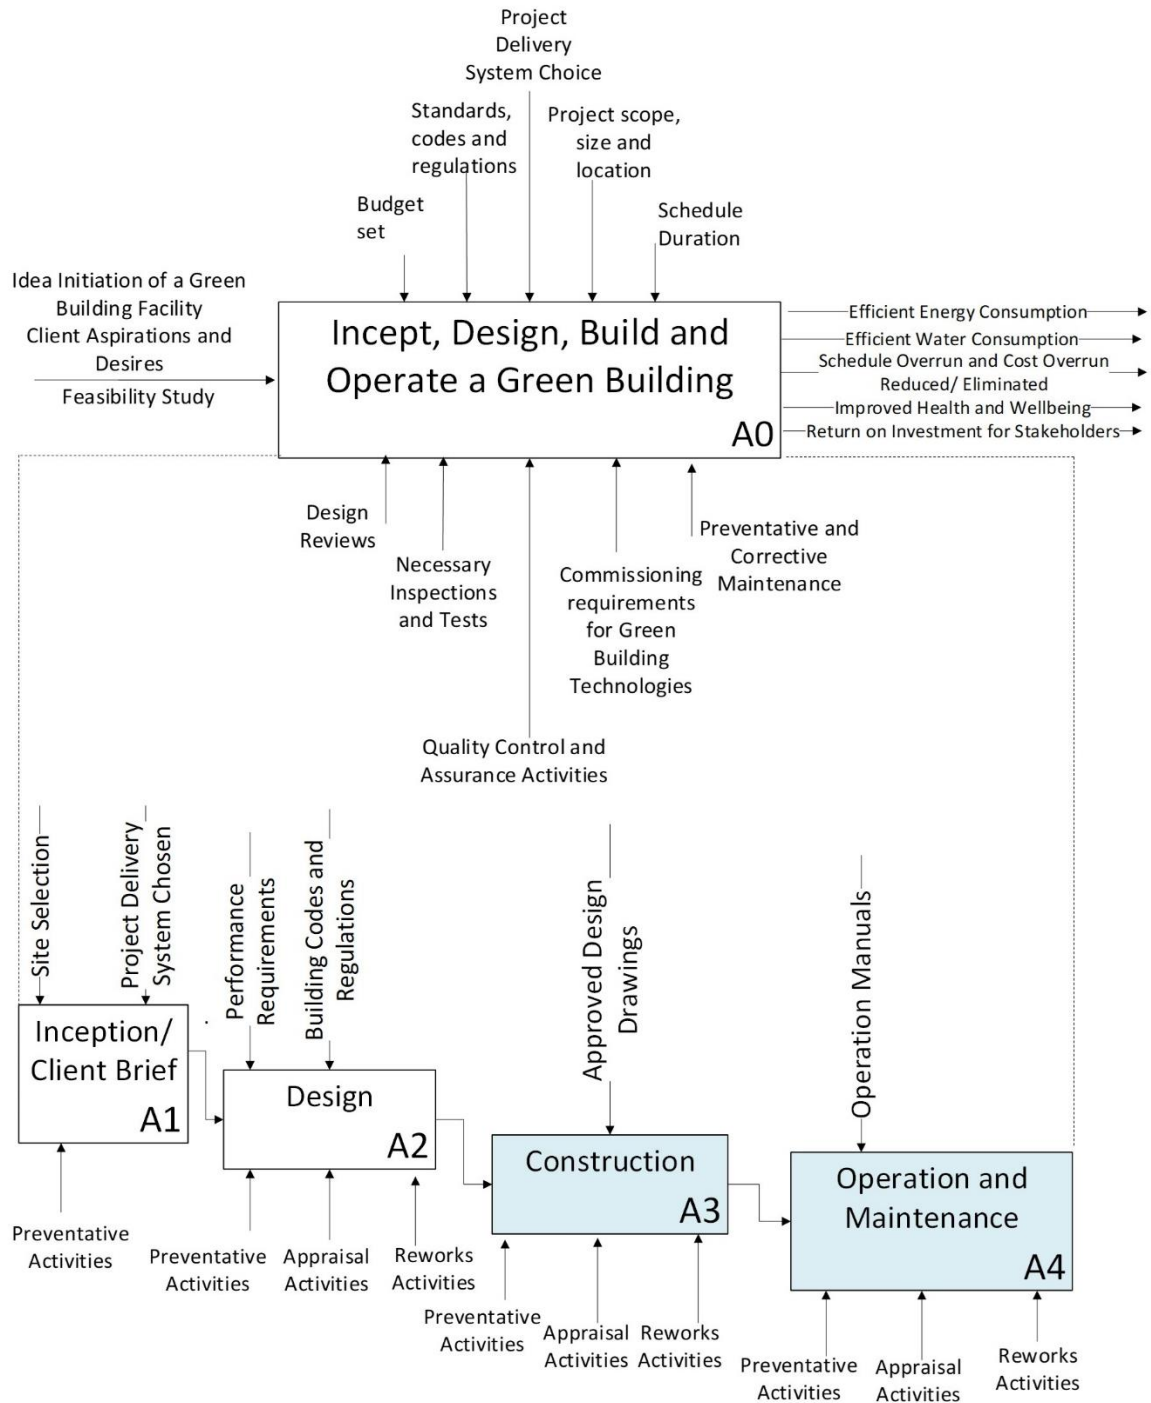 Project
Delivery
System Choice
Standards,
codes and
regulations
Project scope,
size and
location
Budget
set
Schedule
Duration
Idea Initiation of a Green
Building Facility
Client Aspirations and
Desires
Feasibility Study
Incept, Design, Build and
Operate a Green Building
A0
Efficient Energy Consumption
Efficient Water Consumption
Schedule Overrun and Cost Overrun
Reduced/ Eliminated
Improved Health and Wellbeing
Return on Investment for Stakeholders
Design
Reviews
Necessary
Inspections
and Tests
Commissioning
requirements
for Green
Building
Technologies
Preventative and
Corrective
Maintenance
Quality Control and
Assurance Activities
Site Selection
Project Delivery
System Chosen
Performance
Requirements
Building Codes and
Regulations
Approved Design
Drawings
Operation Manuals
Inception/
Client Brief
A1
Design
A2
Construction
A3
Operation and
Maintenance
A4
Preventative
Activities
Preventative
Activities
Appraisal
Activities
Reworks
Activities
Preventative
Activities
Appraisal
Activities
Reworks
Activities
Preventative
Activities
Appraisal
Activities
Reworks
Activities